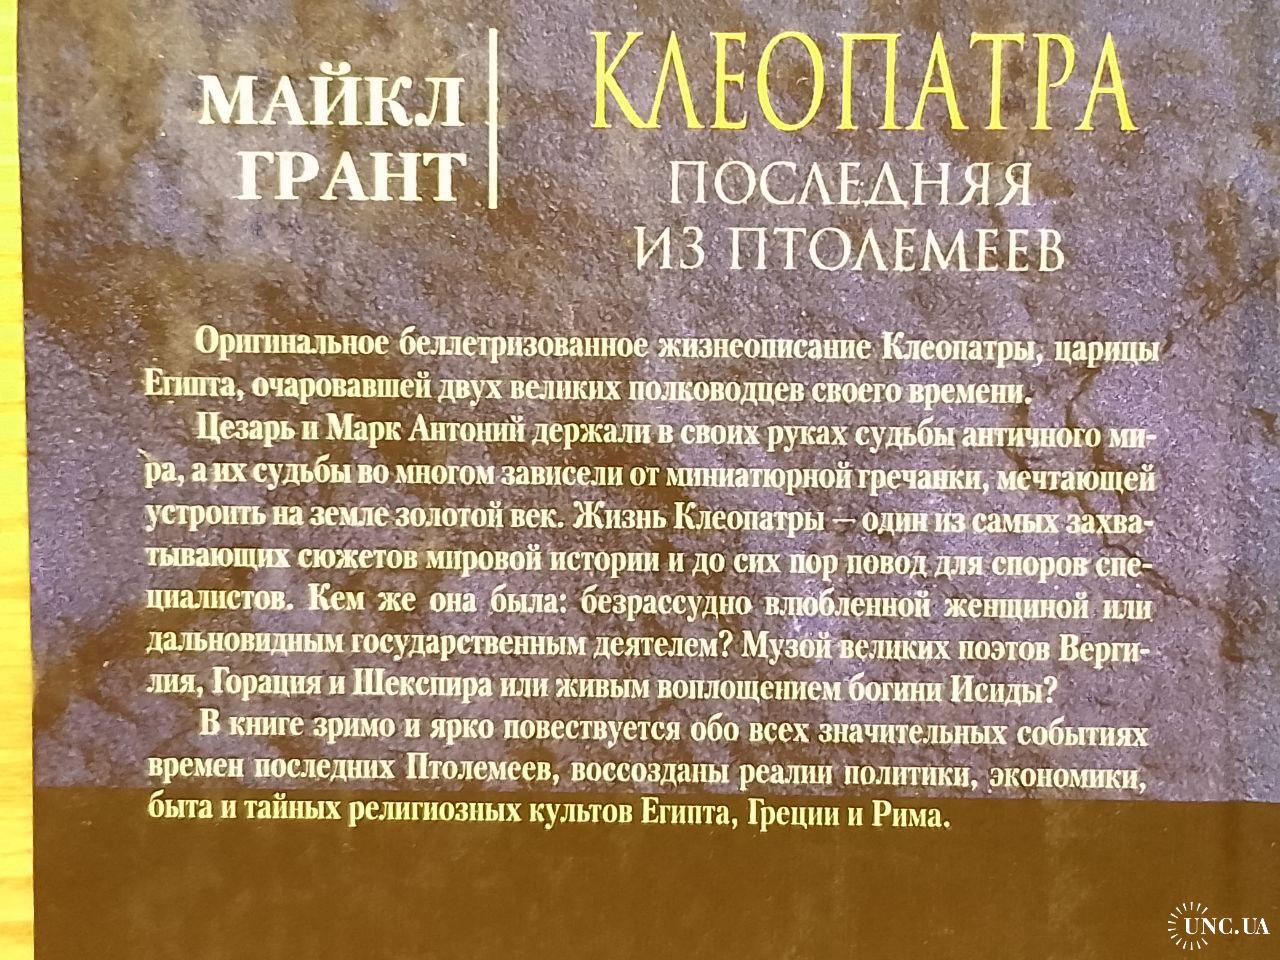 МАЙКЛ
ГРАНТ
КЛЕОПАТРА
ПОСЛЕДНЯЯ
ИЗ ПТОЛЕМЕЕВ
Оригинальное беллетризованное жизнеописание Клеопатры, царицы
Египта, очаровавшей двух великих полководцев своего времени.
Цезарь и Марк Антоний держали в своих руках судьбы античного ми-
ра, а их судьбы во многом зависели от миниатюрной гречанки, мечтающей
устроить на земле золотой век. Жизнь Клеопатры – один из самых захва-
тывающих сюжетов мировой истории и до сих пор повод для споров спе-
циалистов. Кем же она была: безрассудно влюбленной женщиной или
дальновидным государственным деятелем? Музой великих поэтов Верги-
лия, Горация и Шекспира или живым воплощением богини Исиды?
В книге зримо и ярко повествуется обо всех значительных событиях
времен последних Птолемеев, воссозданы реалии политики, экономики,
быта и тайных религиозных культов Египта, Греции и Рима.
UNC.UA